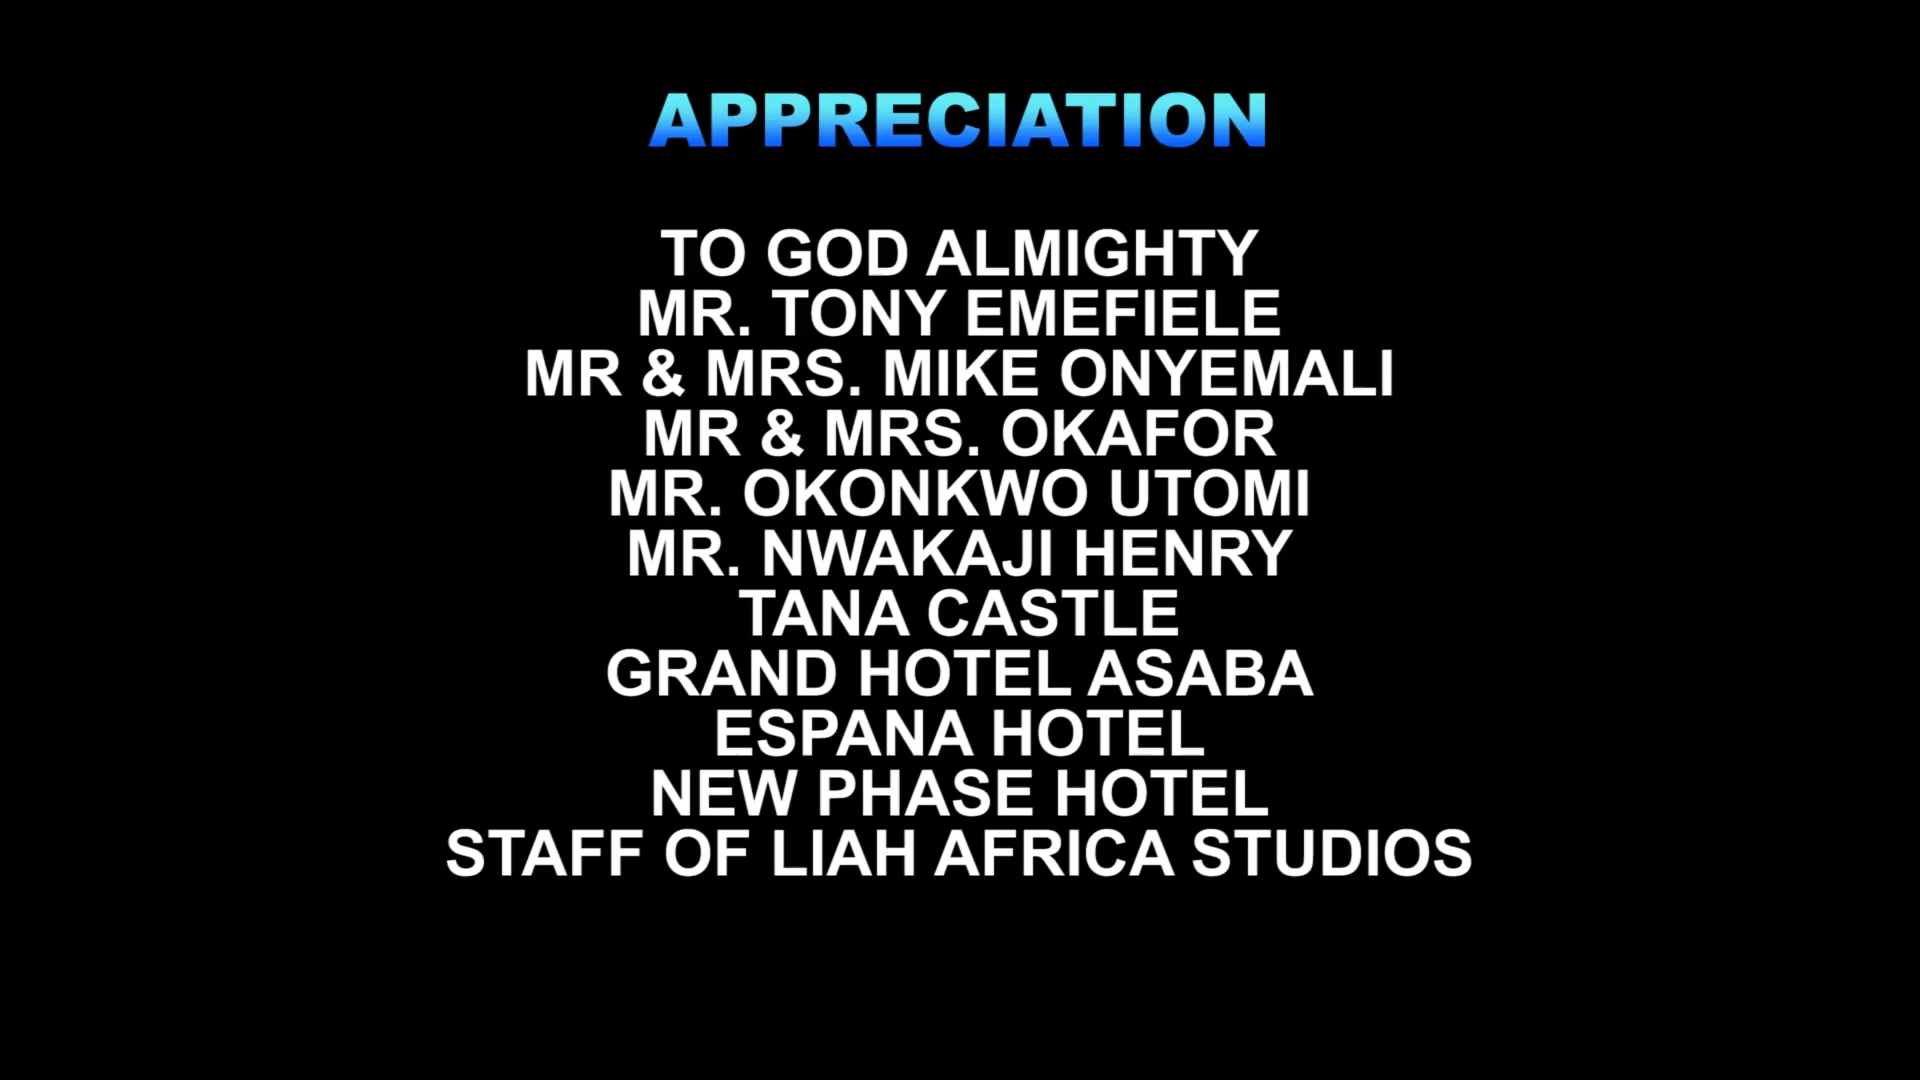 APPRECIATION
TO GOD ALMIGHTY
MR. TONY EMEFIELE
MR & MRS. MIKE ONYEMALI
MR & MRS. OKAFOR
MR. OKONKWO UTOMI
MR. NWAKAJI HENRY
TANA CASTLE
GRAND HOTEL ASABA
ESPANA HOTEL
NEW PHASE HOTEL
STAFF OF LIAH AFRICA STUDIOS